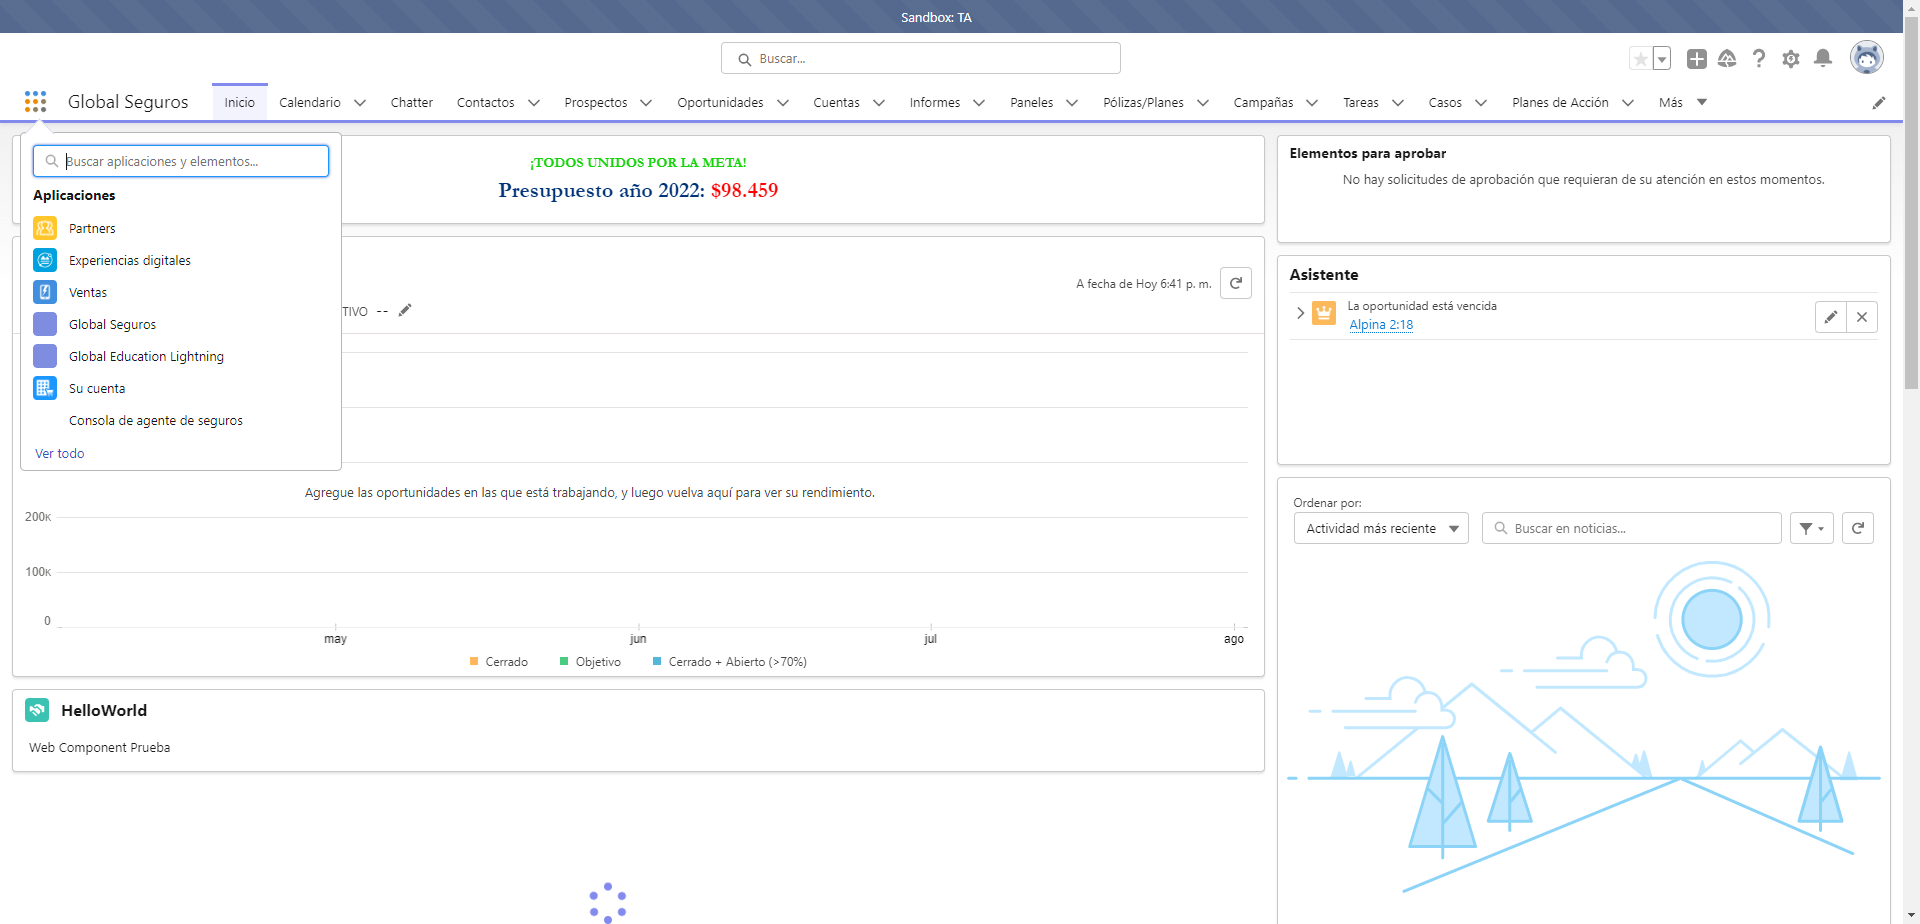 Sandbox: TA
Buscar...
Global Seguros
Inicio
Calendario
Chatter
Contactos
Prospectos
Oportunidades
Cuentas
Informes
Paneles
Pólizas/Planes
Campañas
Tareas
Casos
Planes de Acción
Más
Buscar aplicaciones y elementos...
Aplicaciones
Partners
Experiencias digitales
Ventas
Global Seguros
Global Education Lightning
Su cuenta
Consola de agente de seguros
Ver todo
¡TODOS UNIDOS POR LA META!
Presupuesto año 2022: $98.459
A fecha de Hoy 6:41 p. m.
TIVO --
Agregue las oportunidades en las que está trabajando, y luego vuelva aquí para ver su rendimiento.
200K
100K
0
may
jun
jul
ago
Cerrado
Objetivo
Cerrado + Abierto (>70%)
HelloWorld
Web Component Prueba
Elementos para aprobar
No hay solicitudes de aprobación que requieran de su atención en estos momentos.
Asistente
La oportunidad está vencida
Alpina 2:18
Ordenar por:
Actividad más reciente
Buscar en noticias...